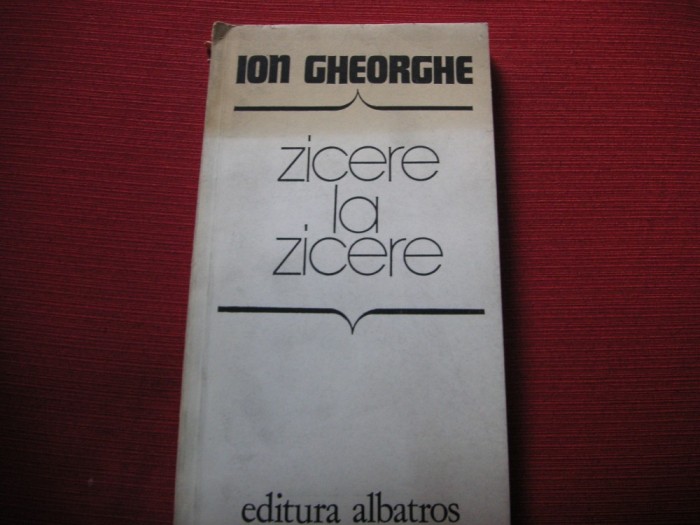 ION GHEORGHE
zicere
la
zicere
editura albatros